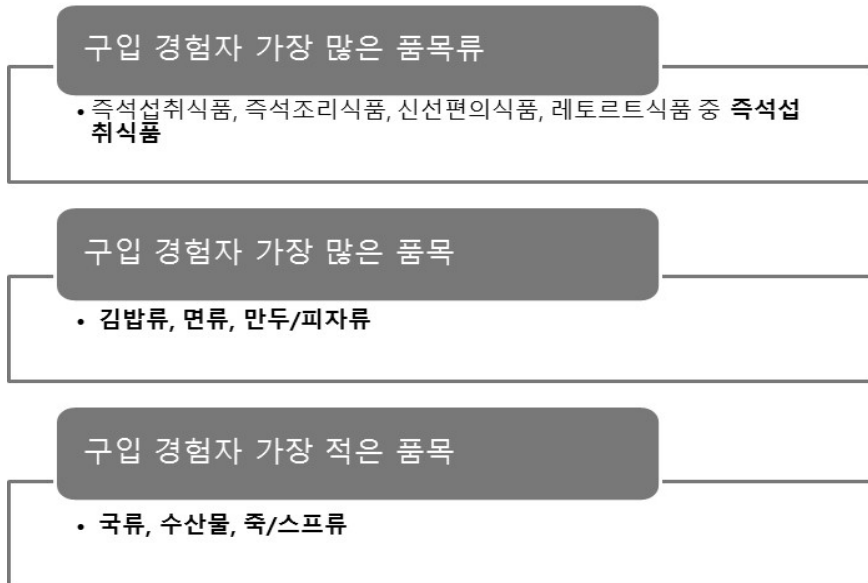 구입 경험자 가장 많은 품목류
• 즉석섭취식품, 즉석조리식품, 신선편의식품, 레토르트식품 중 즉석섭
취식품
구입 경험자 가장 많은 품목
• 김밥류, 면류, 만두/피자류
구입 경험자 가장 적은 품목
• 국류, 수산물, 죽/스프류